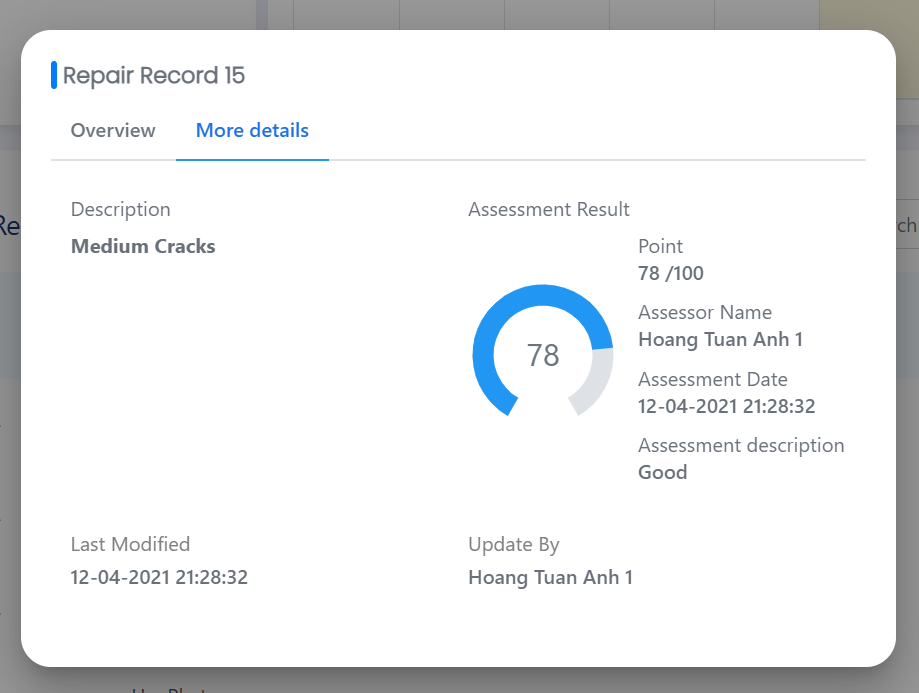 Repair Record 15
Overview
More details
Description
Medium Cracks
Assessment Result
78
Point
78 /100
Assessor Name
Hoang Tuan Anh 1
Assessment Date
12-04-2021 21:28:32
Assessment description
Good
Last Modified
12-04-2021 21:28:32
Update By
Hoang Tuan Anh 1